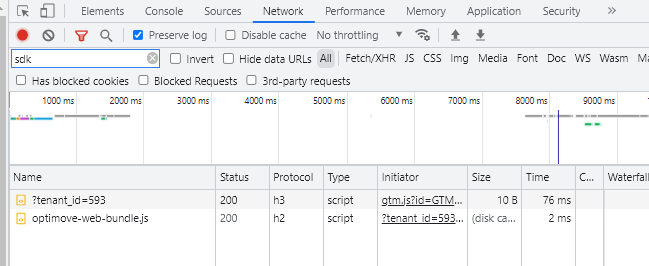 Elements Console Sources Network Performance Memory Application Security
Preserve log Disable cache No throttling
sdk Invert Hide data URLs All Fetch/XHR JS CSS Img Media Font Doc WS Wasm Ma
Has blocked cookies Blocked Requests 3rd-party requests
1000 ms 2000 ms 3000 ms 4000 ms 5000 ms 6000 ms 7000 ms 8000 ms 9000 ms
Name Status Protocol Type Initiator Size Time C... Waterfal
?tenant_id=593 200 h3 script gtm.js?id=GTM... 10 B 76 ms
optimove-web-bundle.js 200 h2 script ?tenant_id=593... (disk ca... 2 ms